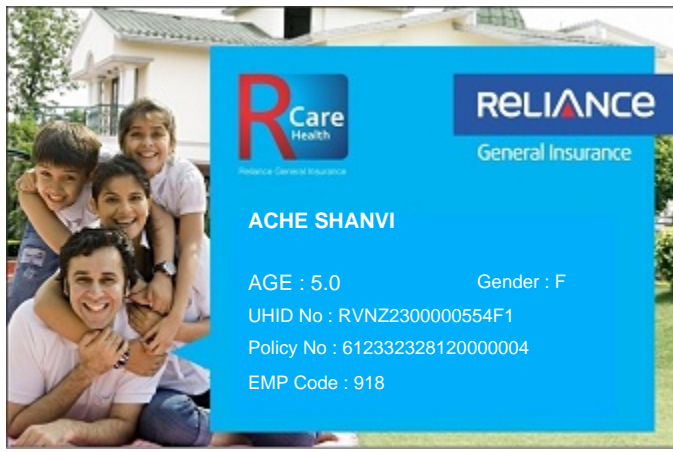 R Care
Health
Reliance General Insurance
RELIANCE
General Insurance
ACHE SHANVI
AGE : 5.0
Gender : F
UHID No : RVNZ2300000554F1
Policy No : 612332328120000004
EMP Code : 918